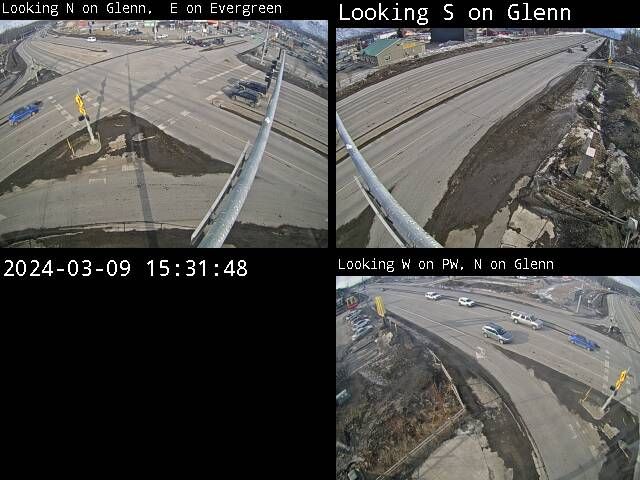 Looking N on Glenn,  E on Evergreen
Looking S on Glenn
2024-03-09 15:31:48
Looking W on PW, N on Glenn